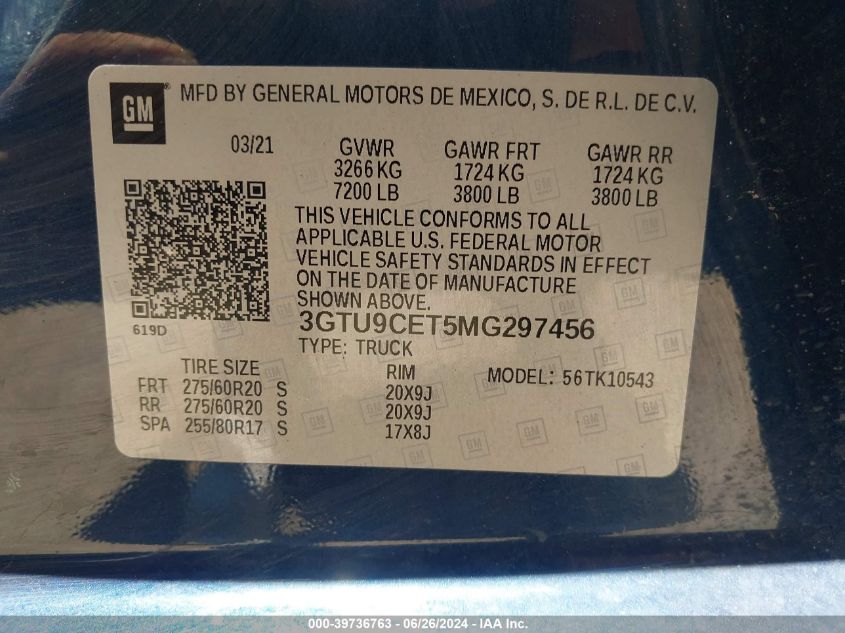 GM MFD BY GENERAL MOTORS DE MEXICO, S. DE R.L. DE C.V.
03/21 GVWR GAWR FRT GAWR RR
3266 KG 1724 KG 1724 KG
7200 LB 3800 LB 3800 LB
THIS VEHICLE CONFORMS TO ALL
APPLICABLE U.S. FEDERAL MOTOR
VEHICLE SAFETY STANDARDS IN EFFECT
ON THE DATE OF MANUFACTURE
SHOWN ABOVE.
619D 3GTU9CET5MG297456
TYPE: TRUCK
TIRE SIZE RIM MODEL: 56TK10543
FRT 275/60R20 S 20X9J
RR 275/60R20 S 20X9J
SPA 255/80R17 S 17X8J
000-39736763 / 06/26/2024 - IAA Inc.